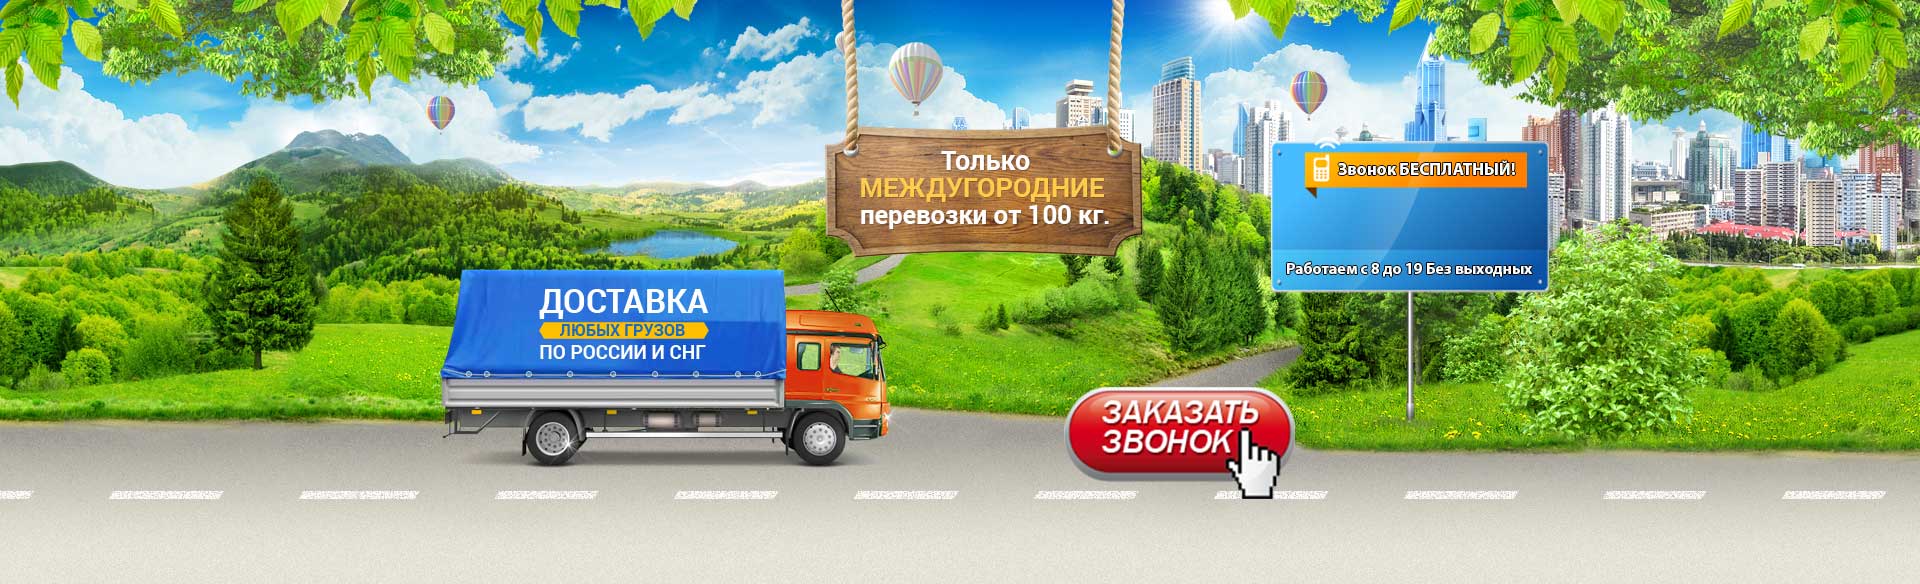 Только
МЕЖДУГОРОДНИЕ
перевозки от 100 кг.
Звонок БЕСПЛАТНЫЙ!
Работаем с 8 до 19 Без выходных
ДОСТАВКА
ЛЮБЫХ ГРУЗОВ
ПО РОССИИ И СНГ
ЗАКАЗАТЬ
ЗВОНОК